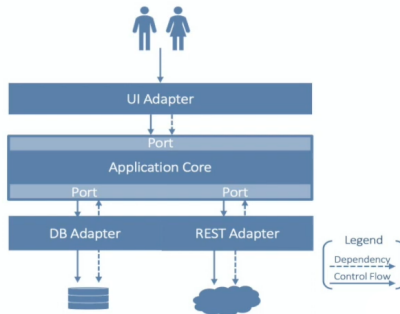 UI Adapter
Port
Application Core
Port Port
DB Adapter REST Adapter
Legend
Dependency
Control Flow